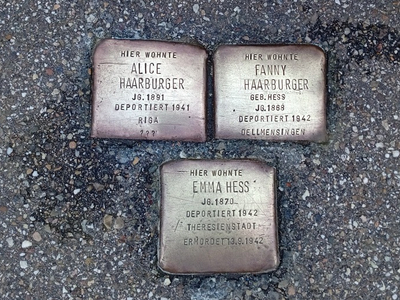 HIER WOHNTE
ALICE
HAARBURGER
JG. 1891
DEPORTIERT 1941
RIGA
???
HIER WOHNTE
FANNY
HAARBURGER
GEB. HESS
JG. 1868
DEPORTIERT 1942
DELLMENSINGEN
HIER WOHNTE
EMMA HESS
JG. 1870
DEPORTIERT 1942
THERESIENSTADT
ERMORDET 13.9.1942